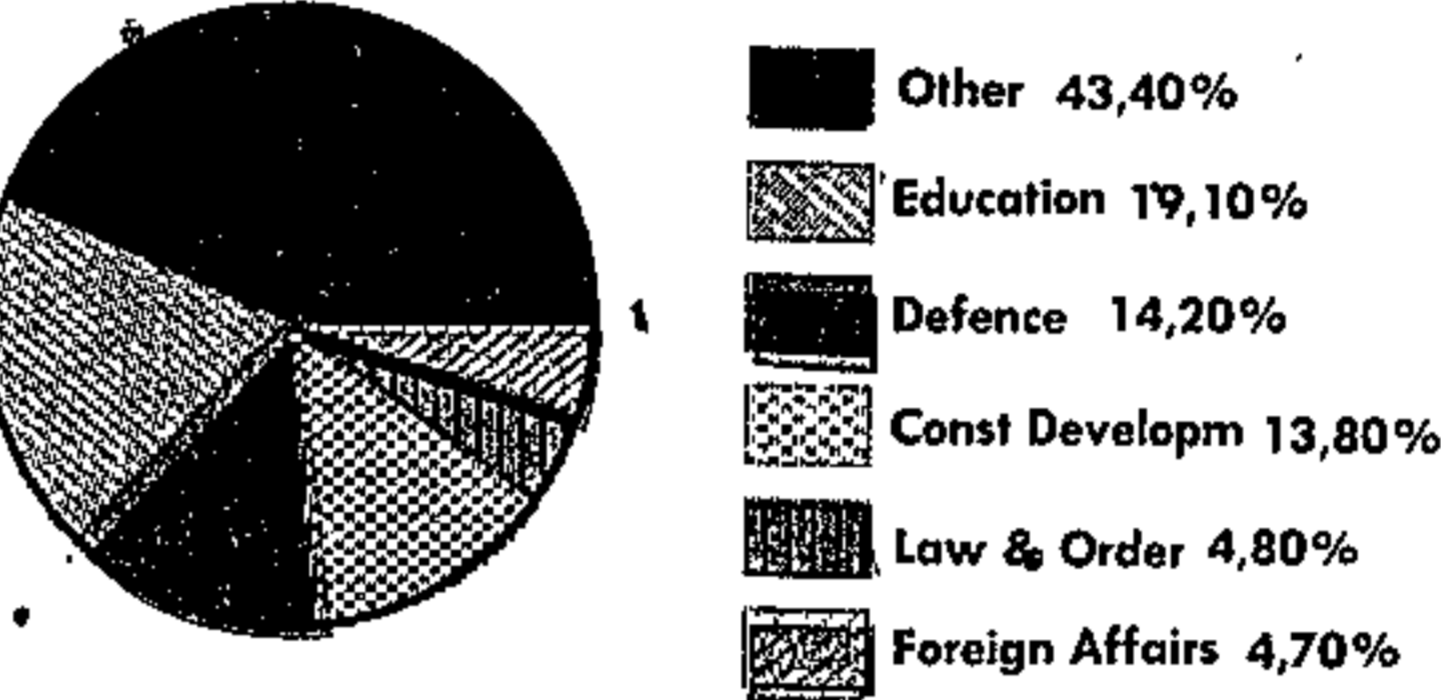 Other 43,40%
Education 19,10%
Defence 14,20%
Const Developm 13,80%
Law & Order 4,80%
Foreign Affairs 4,70%